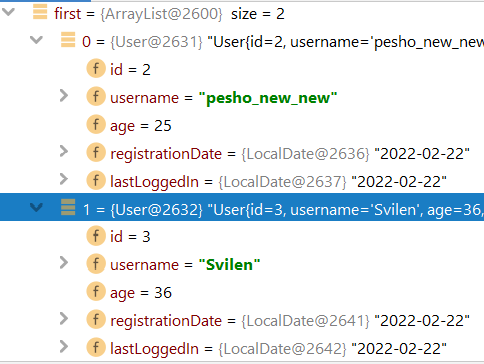 first = {ArrayList@2600} size = 2
0 = {User@2631} "User{id=2, username='pesho_new_new
f id = 2
f username = "pesho_new_new"
f age = 25
f registrationDate = {LocalDate@2636} "2022-02-22"
f lastLoggedIn = {LocalDate@2637} "2022-02-22"
1 = {User@2632} "User{id=3, username='Svilen', age=36,
f id = 3
f username = "Svilen"
f age = 36
f registrationDate = {LocalDate@2641} "2022-02-22"
f lastLoggedIn = {LocalDate@2642} "2022-02-22"